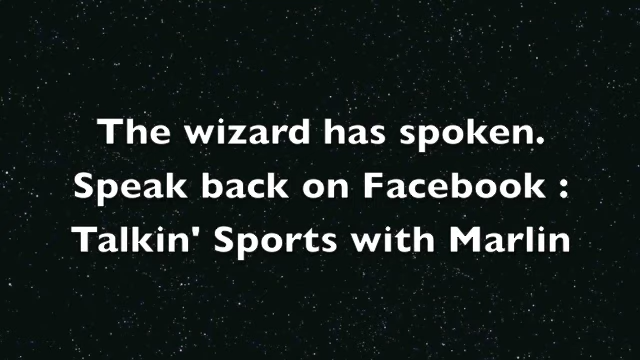 The wizard has spoken.
Speak back on Facebook :
Talkin' Sports with Marlin